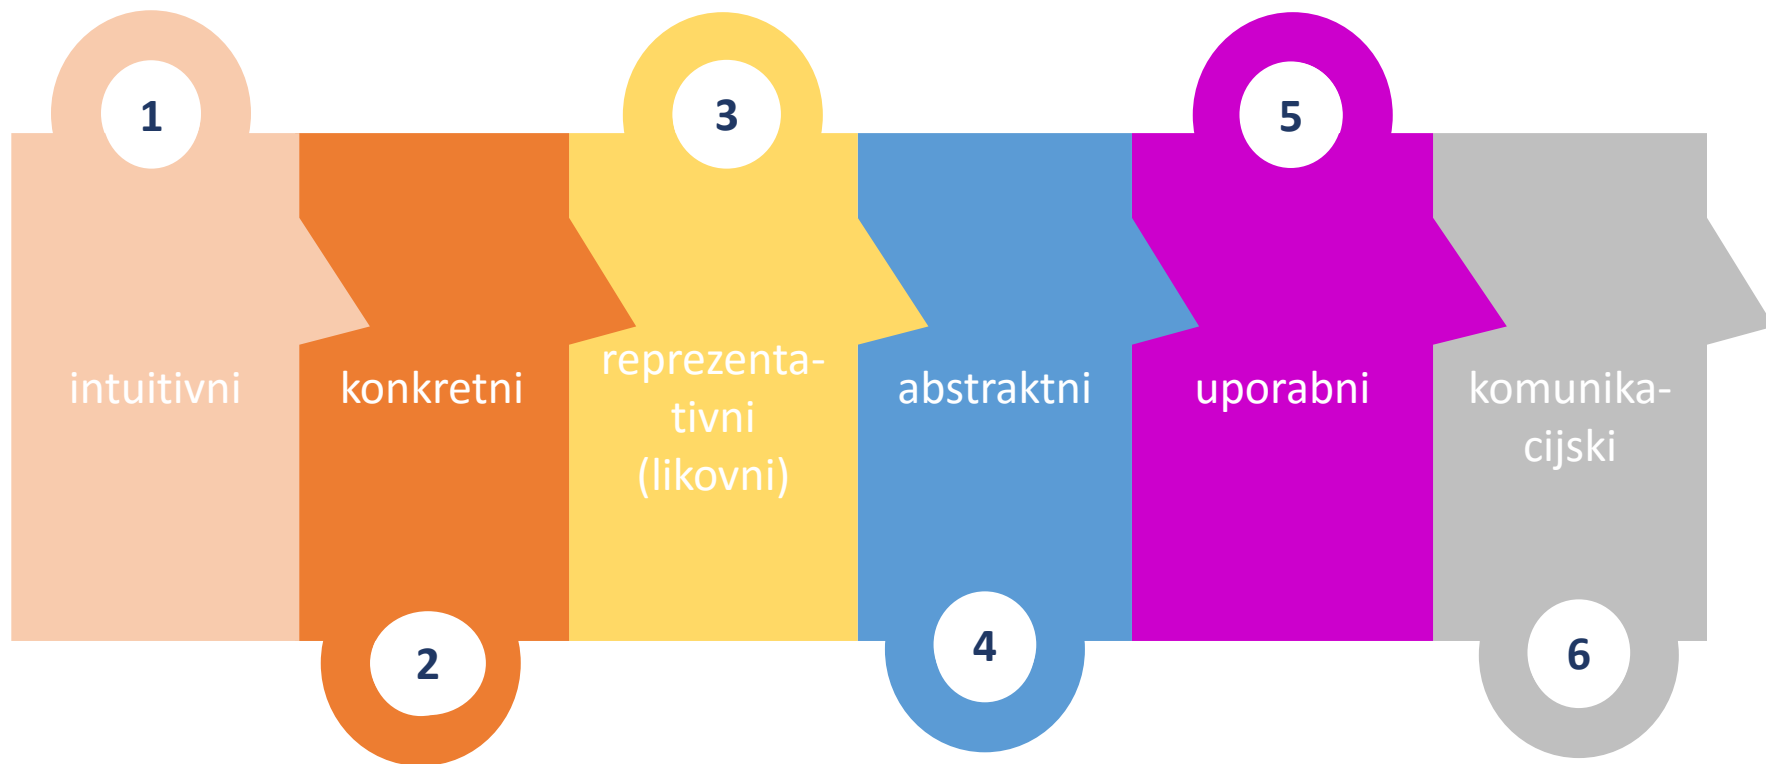 1
intuitivni
2
konkretni
3
reprezenta-
tivni
(likovni)
4
abstraktni
5
uporabni
6
komunika-
cijski